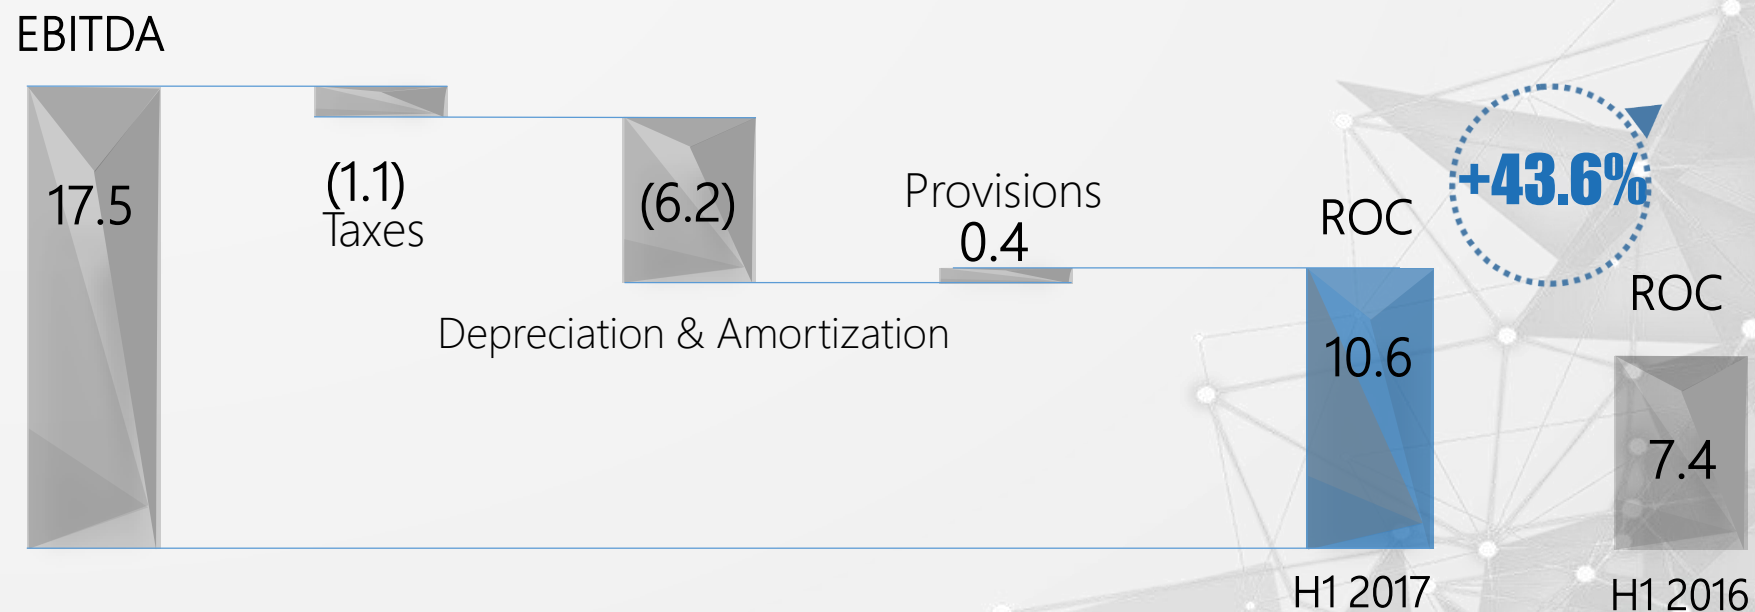 EBITDA
17.5
(1.1)
Taxes
(6.2)
Depreciation & Amortization
Provisions
0.4
ROC
10.6
H1 2017
+43.6%
ROC
7.4
H1 2016